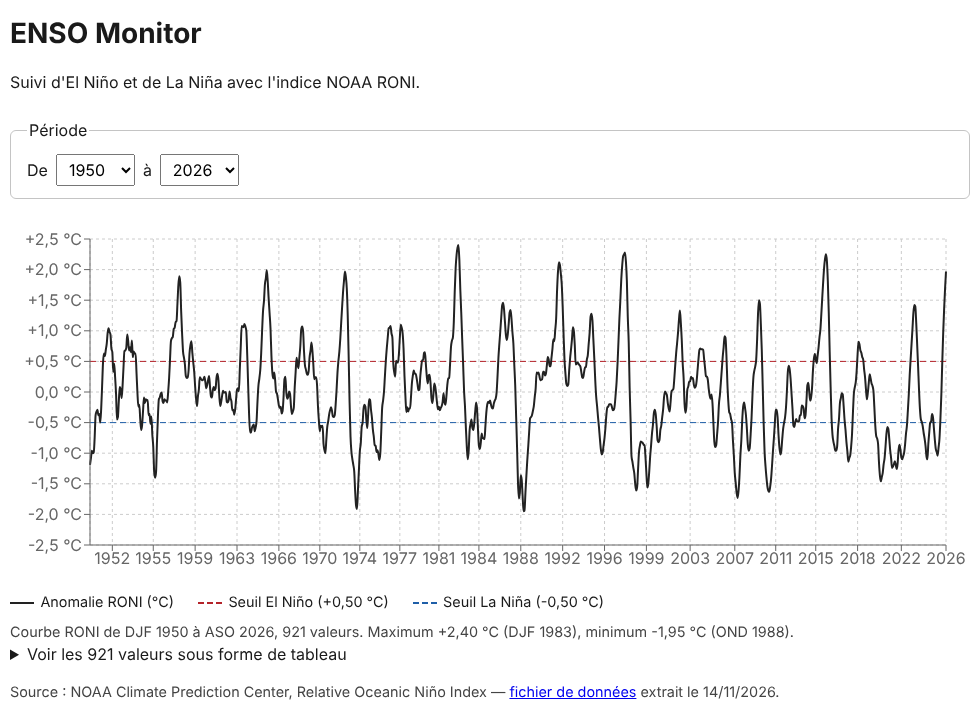 ENSO Monitor
Suivi d'El Niño et de La Niña avec l'indice NOAA RONI.
Période
De 1950 à 2026
+2,5 °C
+2,0 °C
+1,5 °C
+1,0 °C
+0,5 °C
0,0 °C
-0,5 °C
-1,0 °C
-1,5 °C
-2,0 °C
-2,5 °C
1952 1955 1959 1963 1966 1970 1974 1977 1981 1984 1988 1992 1996 1999 2003 2007 2011 2015 2018 2022 2026
Anomalie RONI (°C) Seuil El Niño (+0,50 °C) Seuil La Niña (-0,50 °C)
Courbe RONI de DJF 1950 à ASO 2026, 921 valeurs. Maximum +2,40 °C (DJF 1983), minimum -1,95 °C (OND 1988).
Voir les 921 valeurs sous forme de tableau
Source : NOAA Climate Prediction Center, Relative Oceanic Niño Index — fichier de données extrait le 14/11/2026.